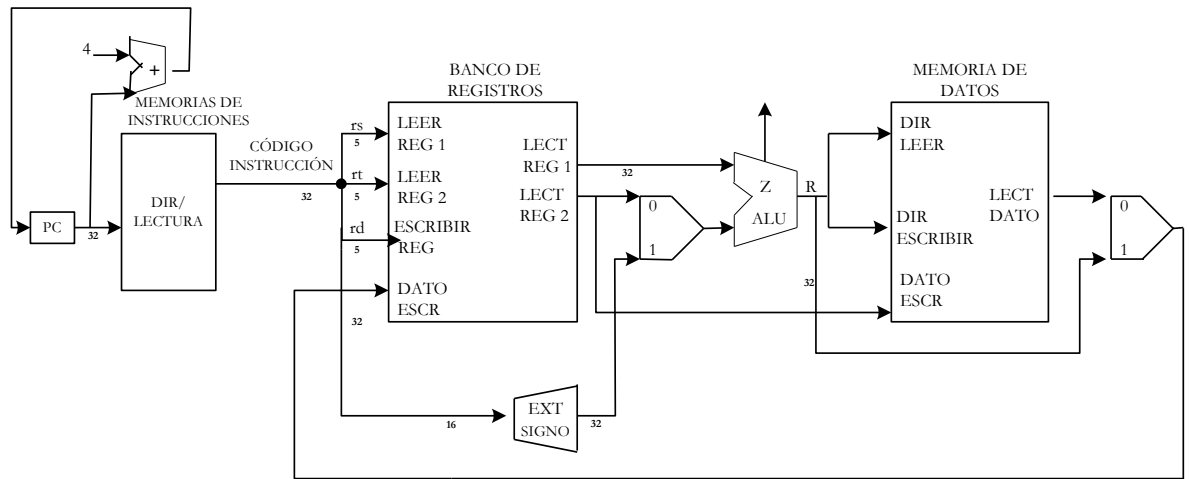 4
+
MEMORIAS DE
INSTRUCCIONES
DIR/
LECTURA
PC
32
CÓDIGO
INSTRUCCIÓN
32
rs
5
rt
5
rd
5
32
BANCO DE
REGISTROS
LEER
REG 1
LEER
REG 2
ESCRIBIR
REG
DATO
ESCR
LECT
REG 1
LECT
REG 2
32
0
1
16
EXT
SIGNO
32
Z
ALU
R
32
MEMORIA DE
DATOS
DIR
LEER
DIR
ESCRIBIR
DATO
ESCR
LECT
DATO
0
1